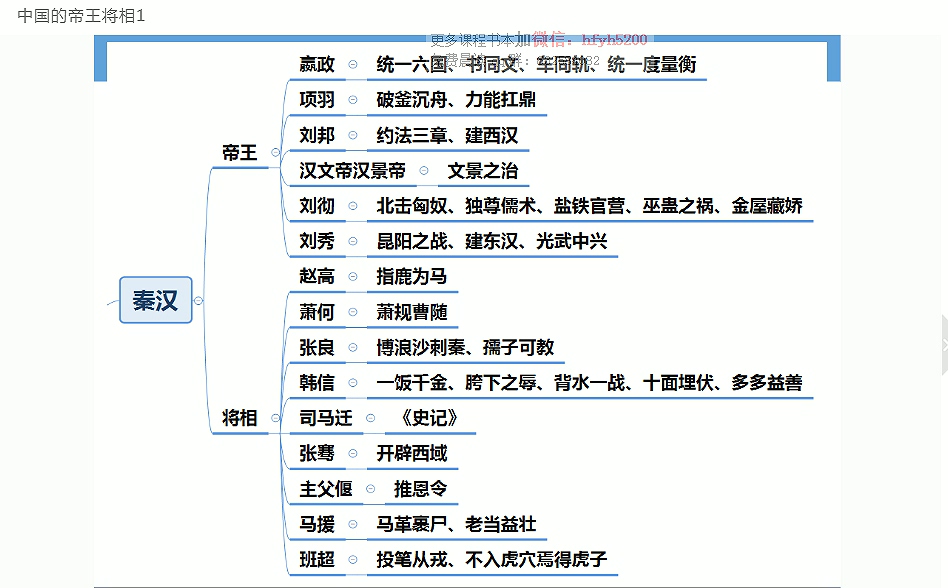 中国的帝王将相1
更多课程书本加微信：hfyh5200
嬴政 统一六国、书同文、车同轨、统一度量衡
项羽 破釜沉舟、力能扛鼎
刘邦 约法三章、建西汉
帝王
汉文帝汉景帝 文景之治
刘彻 北击匈奴、独尊儒术、盐铁官营、巫蛊之祸、金屋藏娇
刘秀 昆阳之战、建东汉、光武中兴
赵高 指鹿为马
秦汉
萧何 萧规曹随
张良 博浪沙刺秦、孺子可教
韩信 一饭千金、胯下之辱、背水一战、十面埋伏、多多益善
将相
司马迁 《史记》
张骞 开辟西域
主父偃 推恩令
马援 马革裹尸、老当益壮
班超 投笔从戎、不入虎穴焉得虎子